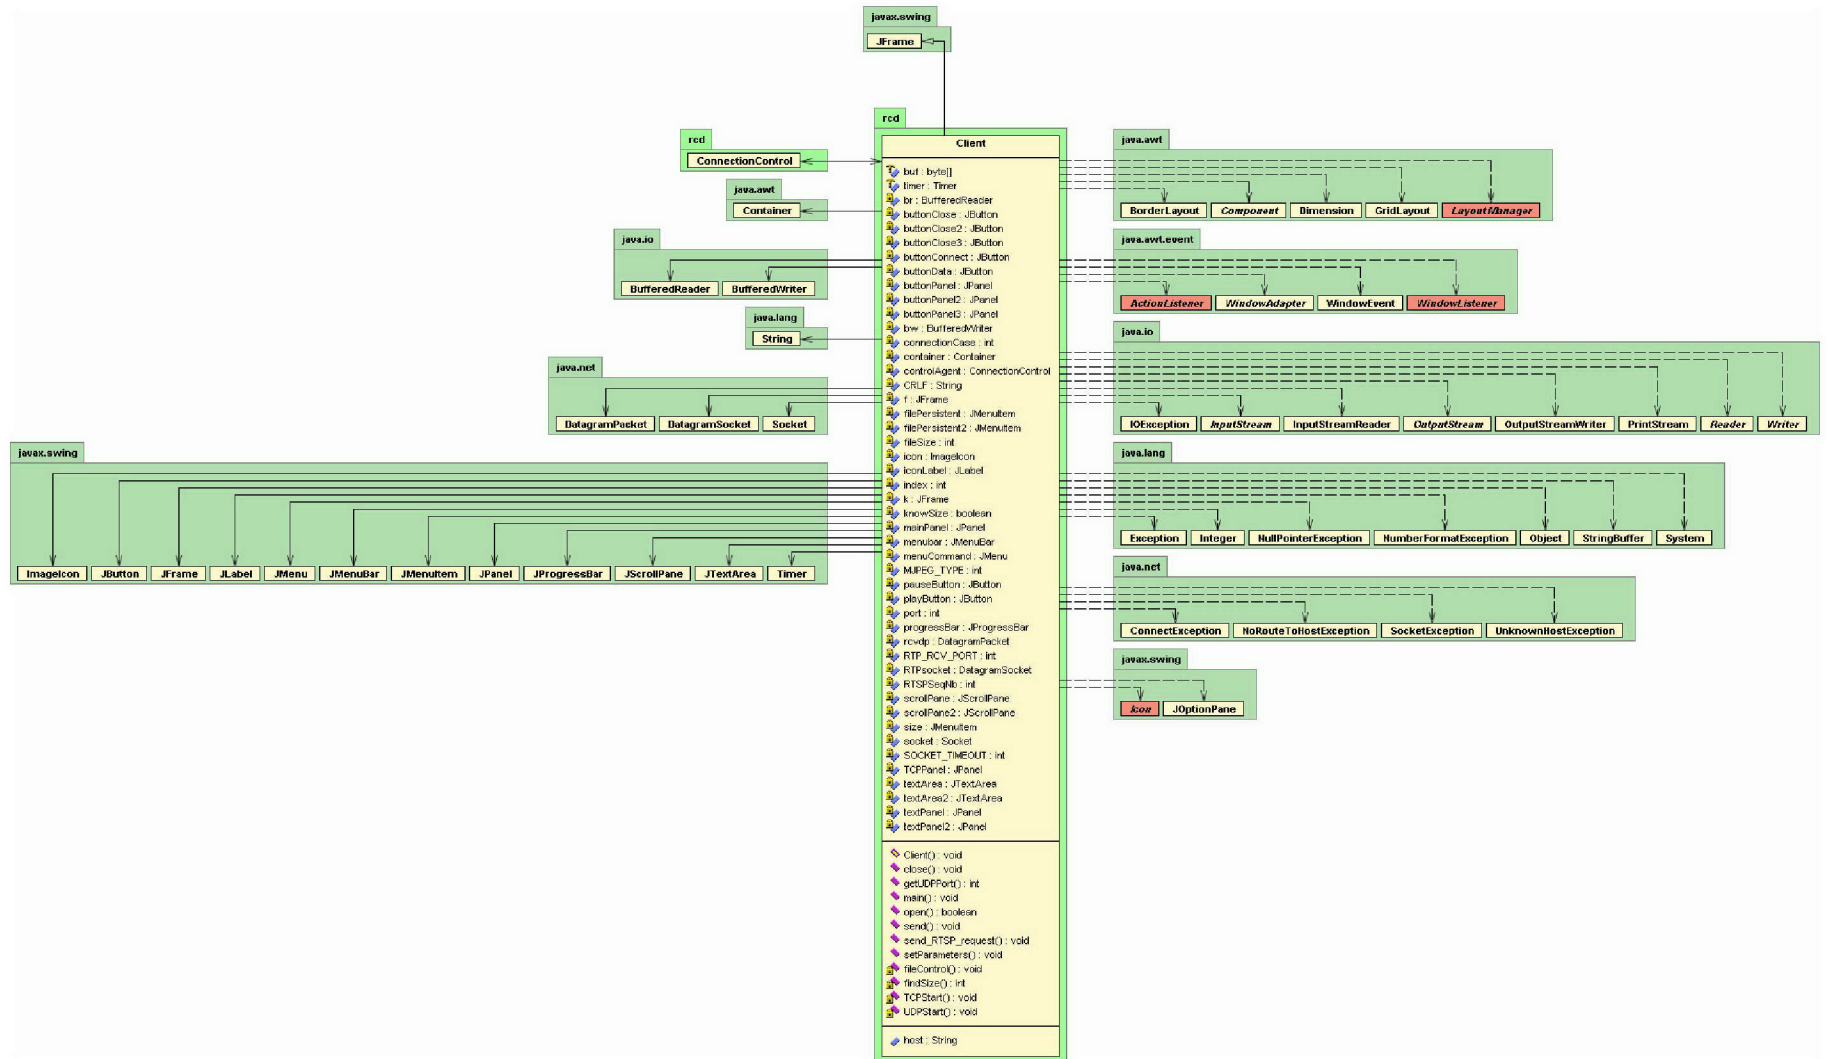 javax.swing
JFrame
rcd
Client
buf : byte[]
timer : Timer
br : BufferedReader
buttonClose : JButton
buttonClose2 : JButton
buttonClose3 : JButton
buttonConnect : JButton
buttonData : JButton
buttonPanel : JPanel
buttonPanel2 : JPanel
buttonPanel3 : JPanel
bw : BufferedWriter
connectionCase : int
container : Container
controlAgent : ConnectionControl
CRLF : String
f : JFrame
filePersistent : JMenuItem
filePersistent2 : JMenuItem
fileSize : int
icon : ImageIcon
iconLabel : JLabel
index : int
k : JFrame
knowSize : boolean
mainPanel : JPanel
menubar : JMenuBar
menuCommand : JMenu
MJPEG_TYPE : int
pauseButton : JButton
playButton : JButton
port : int
progressBar : JProgressBar
rcvdp : DatagramPacket
RTP_RCV_PORT : int
RTPsocket : DatagramSocket
RTSPSeqNb : int
scrollPane : JScrollPane
scrollPane2 : JScrollPane
size : JMenuItem
socket : Socket
SOCKET_TIMEOUT : int
TCPPanel : JPanel
textArea : JTextArea
textArea2 : JTextArea
textPanel : JPanel
textPanel2 : JPanel
Client() : void
close() : void
getUDPPort() : int
main() : void
open() : boolean
send() : void
send_RTSP_request() : void
setParameters() : void
fileControl() : void
findSize() : int
TCPStart() : void
UDPStart() : void
host : String
rcd
ConnectionControl
java.awt
Container
java.io
BufferedReader BufferedWriter
java.lang
String
java.net
DatagramPacket DatagramSocket Socket
javax.swing
ImageIcon JButton JFrame JLabel JMenu JMenuBar JMenuItem JPanel JProgressBar JScrollPane JTextArea Timer
java.awt
BorderLayout Component Dimension GridLayout LayoutManager
java.awt.event
ActionListener WindowAdapter WindowEvent WindowListener
java.io
IOException InputStream InputStreamReader OutputStream OutputStreamWriter PrintStream Reader Writer
java.lang
Exception Integer NullPointerException NumberFormatException Object StringBuffer System
java.net
ConnectException NoRouteToHostException SocketException UnknownHostException
javax.swing
Icon JOptionPane